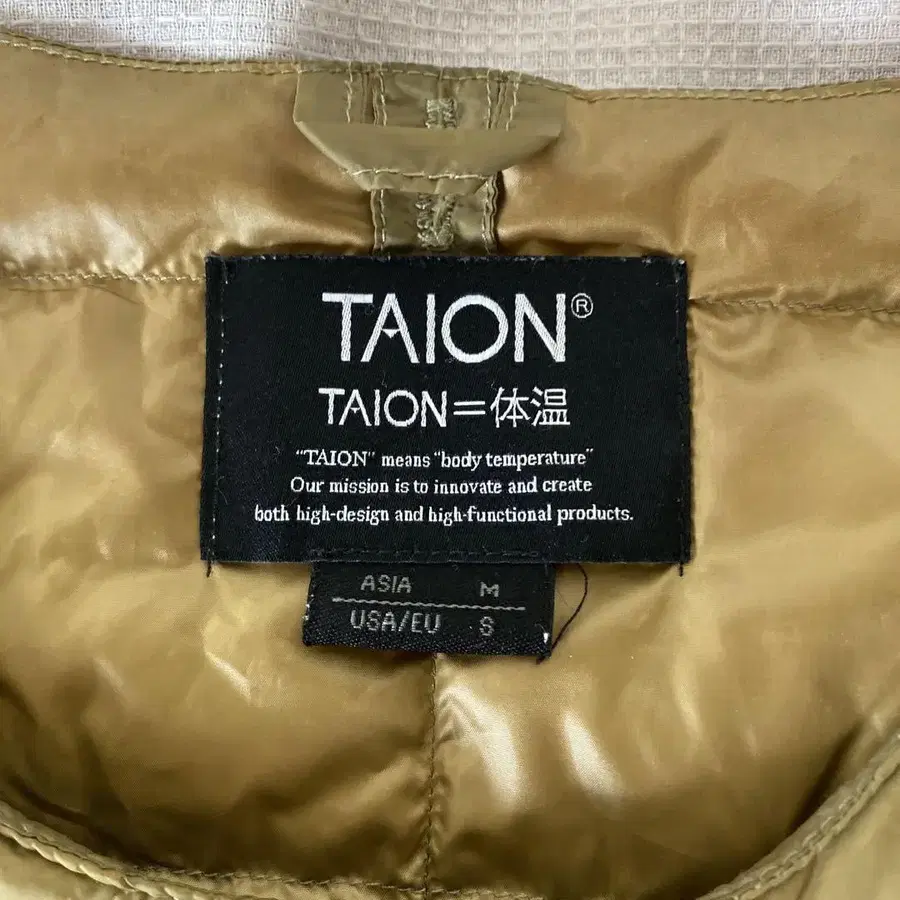 TAION®
TAION=体温
"TAION" means "body temperature"
Our mission is to innovate and create
both high-design and high-functional products.
ASIA M
USA/EU S